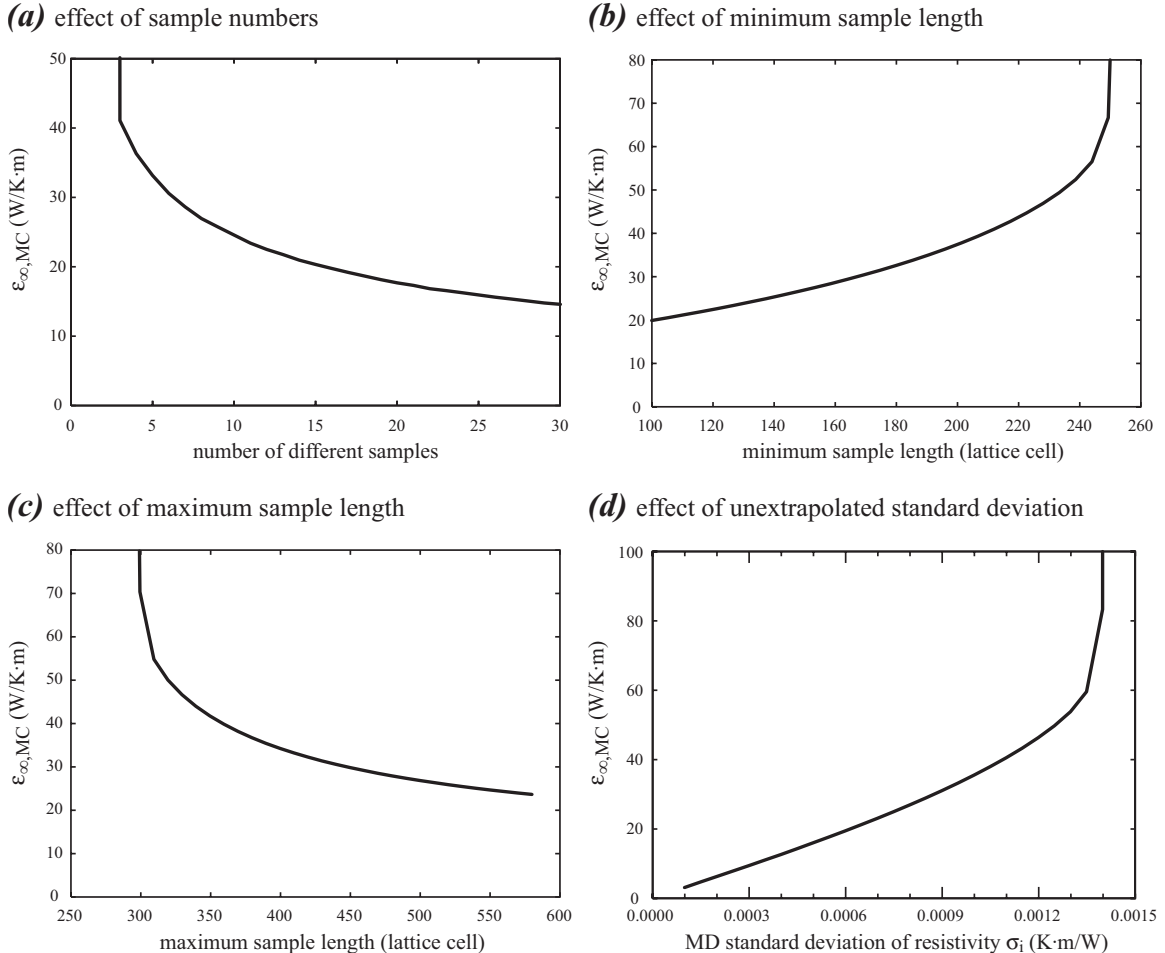 (a) effect of sample numbers
50
40
30
20
10
0
ε∞,MC (W/K·m)
0 5 10 15 20 25 30
number of different samples
(b) effect of minimum sample length
80
70
60
50
40
30
20
10
0
ε∞,MC (W/K·m)
100 120 140 160 180 200 220 240 260
minimum sample length (lattice cell)
(c) effect of maximum sample length
80
70
60
50
40
30
20
10
0
ε∞,MC (W/K·m)
250 300 350 400 450 500 550 600
maximum sample length (lattice cell)
(d) effect of unextrapolated standard deviation
100
80
60
40
20
0
ε∞,MC (W/K·m)
0.0000 0.0003 0.0006 0.0009 0.0012 0.0015
MD standard deviation of resistivity σi (K·m/W)